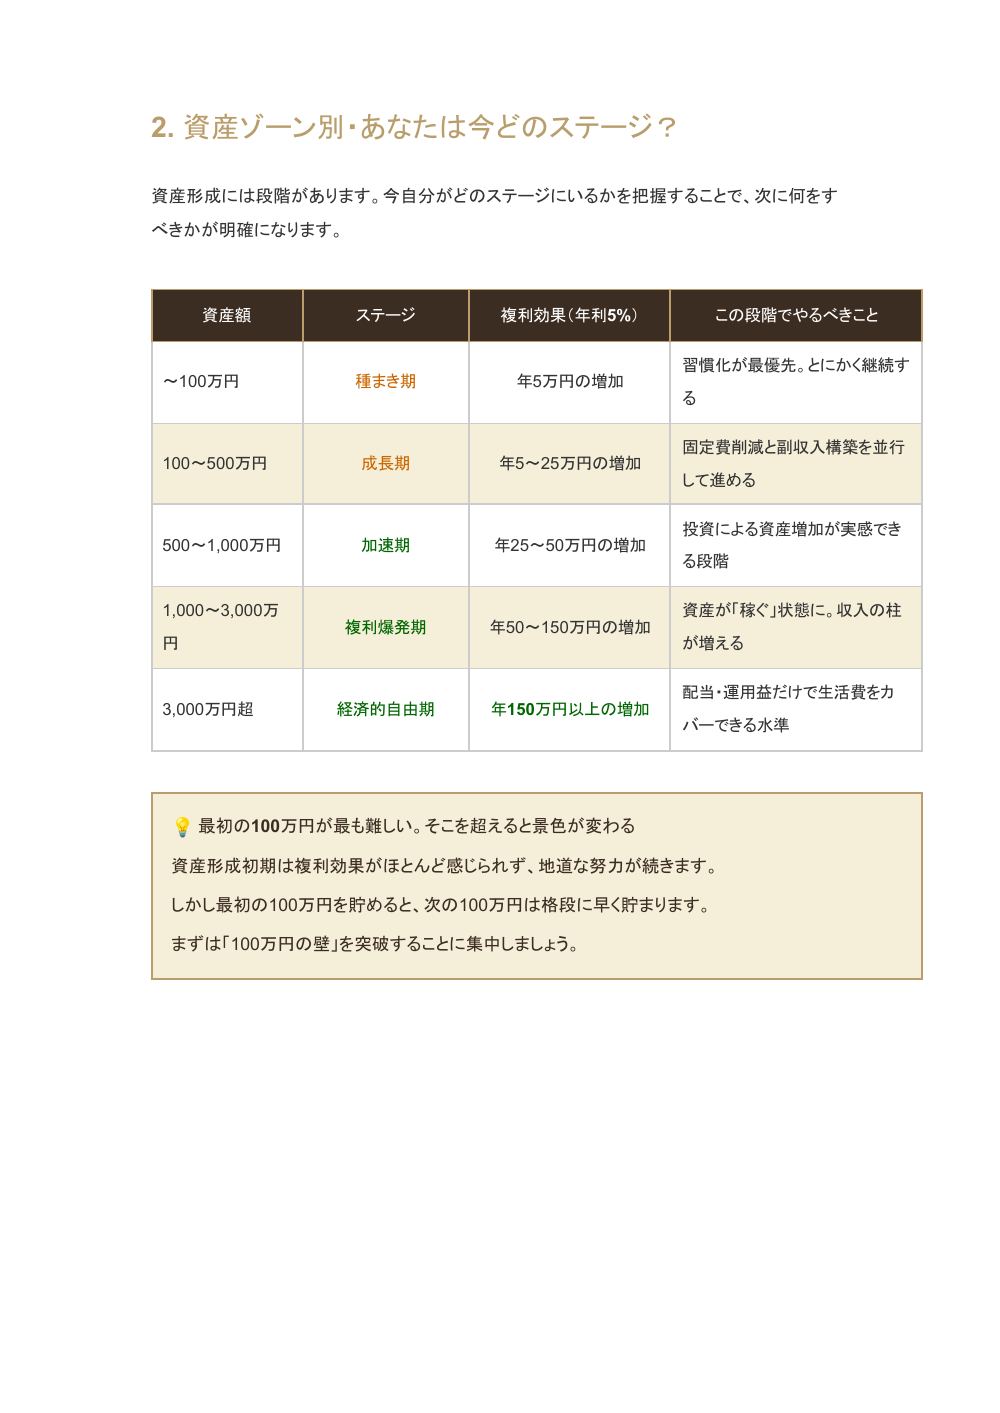 2. 資産ゾーン別・あなたは今どのステージ？
資産形成には段階があります。今自分がどのステージにいるかを把握することで、次に何をす
べきかが明確になります。
資産額 ステージ 複利効果（年利5%） この段階でやるべきこと
～100万円 種まき期 年5万円の増加 習慣化が最優先。とにかく継続す
る
100～500万円 成長期 年5～25万円の増加 固定費削減と副収入構築を並行
して進める
500～1,000万円 加速期 年25～50万円の増加 投資による資産増加が実感でき
る段階
1,000～3,000万
円 複利爆発期 年50～150万円の増加 資産が「稼ぐ」状態に。収入の柱
が増える
3,000万円超 経済的自由期 年150万円以上の増加 配当・運用益だけで生活費をカ
バーできる水準
💡 最初の100万円が最も難しい。そこを超えると景色が変わる
資産形成初期は複利効果がほとんど感じられず、地道な努力が続きます。
しかし最初の100万円を貯めると、次の100万円は格段に早く貯まります。
まずは「100万円の壁」を突破することに集中しましょう。